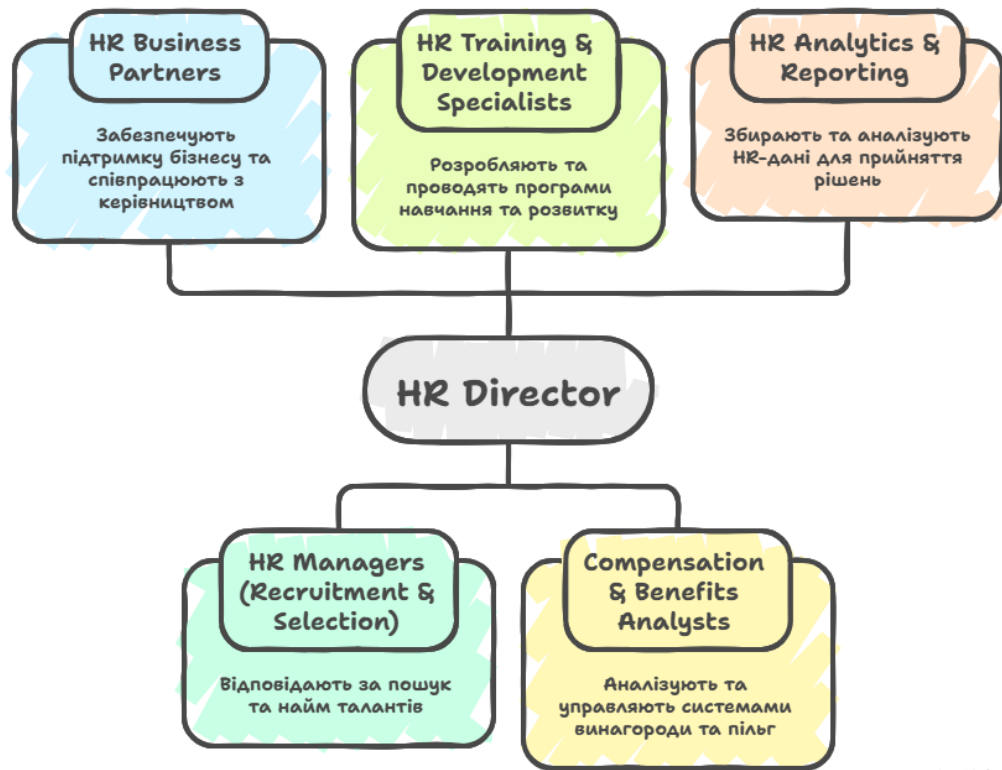 HR Business
Partners
Забезпечують
підтримку бізнесу та
співпрацюють з
керівництвом
HR Training &
Development
Specialists
Розробляють та
проводять програми
навчання та розвитку
HR Analytics &
Reporting
Збирають та аналізують
HR-дані для прийняття
рішень
HR Director
HR Managers
(Recruitment &
Selection)
Відповідають за пошук
та найм талантів
Compensation
& Benefits
Analysts
Аналізують та
управляють системами
винагороди та пільг